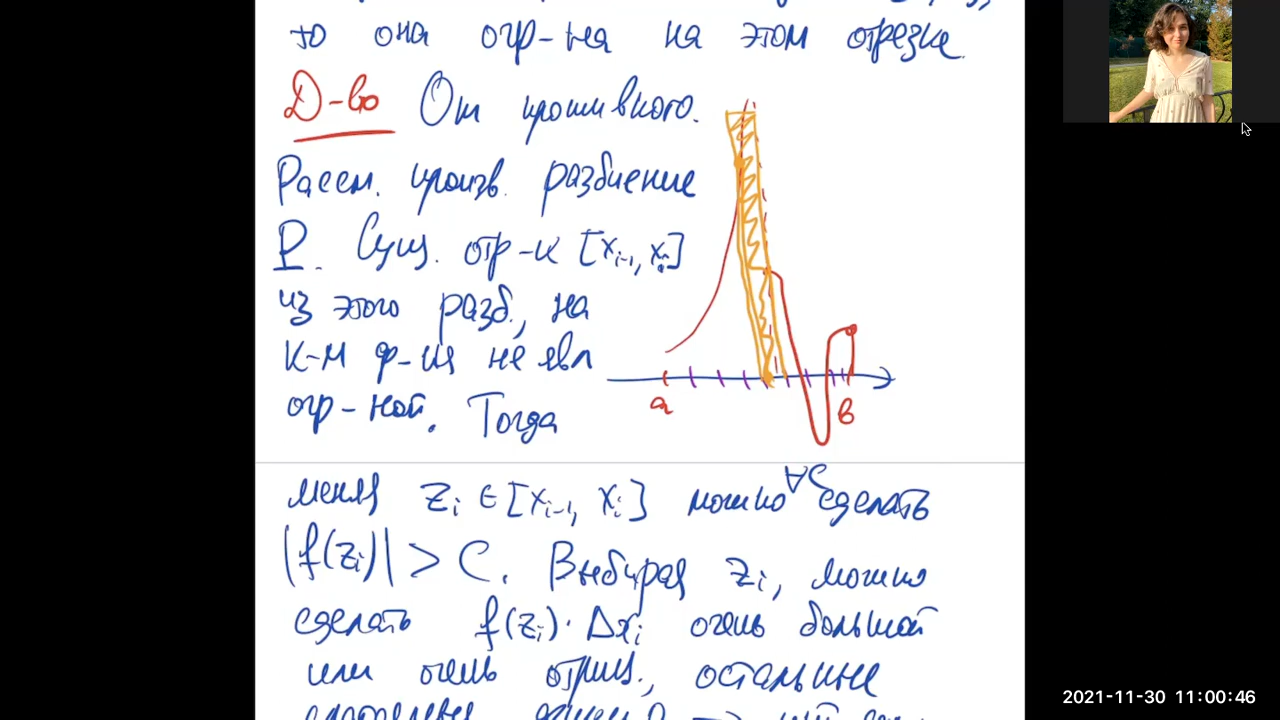 то она огр-на на этом отрезке.
Д-во От противного.
Рассм. произв. разбиение
P. Сущ. отр-к [xᵢ₋₁, xᵢ]
из этого разб., на
к-м ф-ия не явл
огр-ной. Тогда
a b
меняя zᵢ ∈ [xᵢ₋₁, xᵢ] можно ∀C сделать
|f(zᵢ)| > C. Выбирая zᵢ, можно
сделать f(zᵢ)·Δxᵢ очень большой
или очень отриц., остальные
2021-11-30 11:00:46